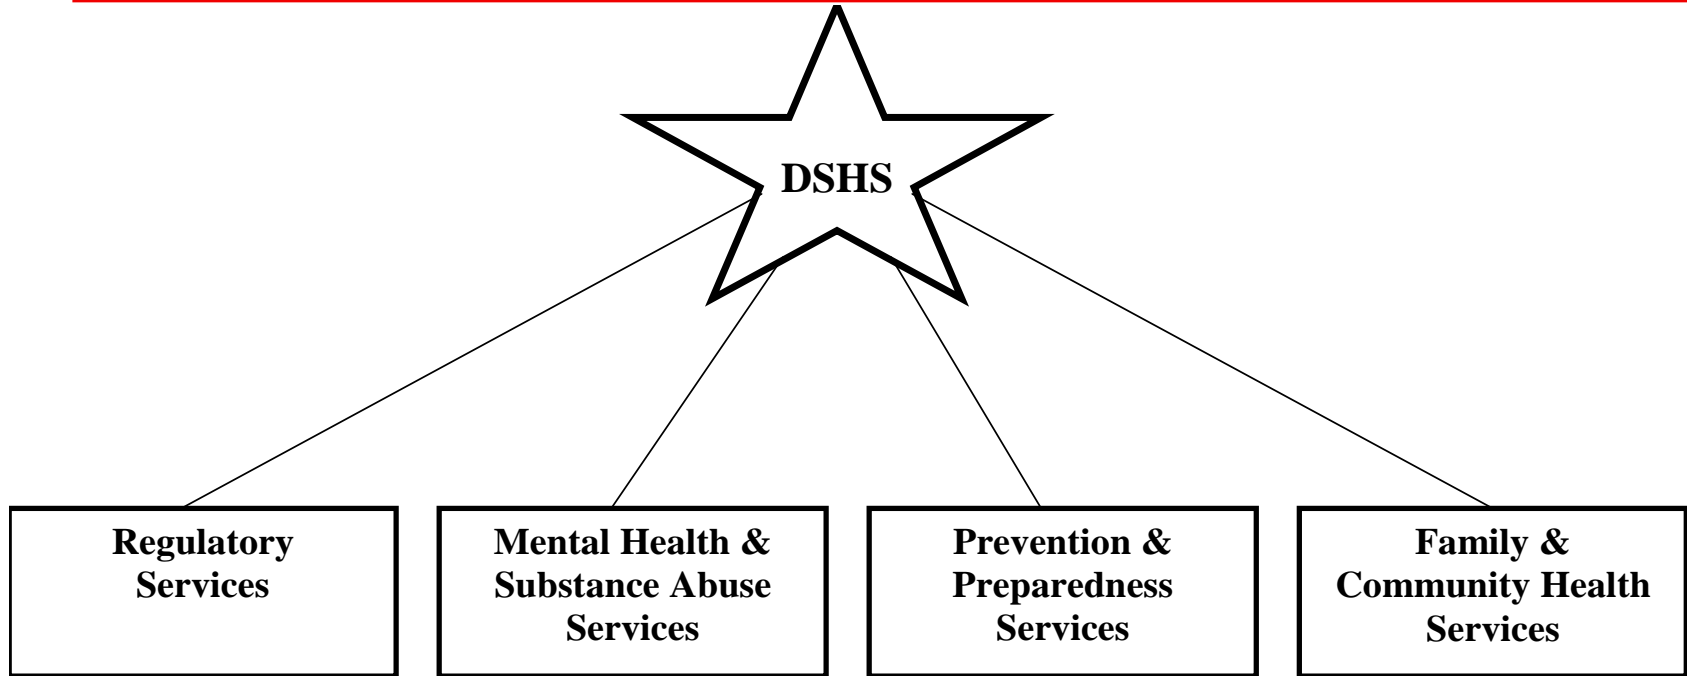 DSHS
Regulatory
Services
Mental Health &
Substance Abuse
Services
Prevention &
Preparedness
Services
Family &
Community Health
Services